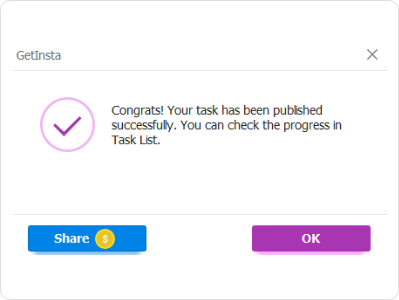 GetInsta
Congrats! Your task has been published
successfully. You can check the progress in
Task List.
Share $
OK